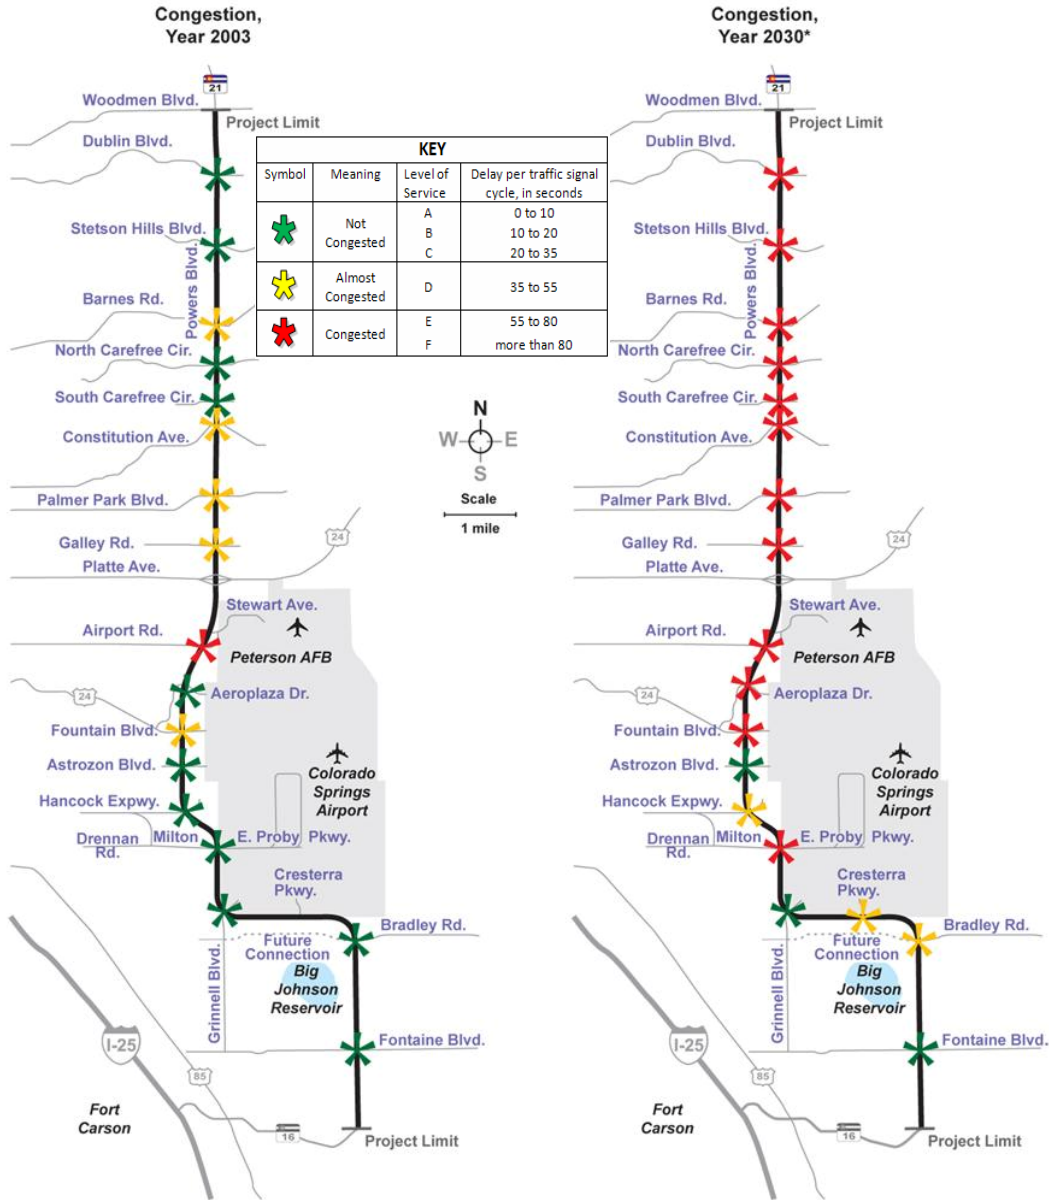 Congestion,
Year 2003
21
Woodmen Blvd.
Project Limit
Dublin Blvd.
Stetson Hills Blvd.
Powers Blvd.
Barnes Rd.
North Carefree Cir.
South Carefree Cir.
Constitution Ave.
Palmer Park Blvd.
24
Galley Rd.
Platte Ave.
Stewart Ave.
Airport Rd.
Peterson AFB
24
Aeroplaza Dr.
Fountain Blvd.
Astrozon Blvd.
Colorado
Springs
Airport
Hancock Expwy.
Drennan
Rd.
Milton
E. Proby
Pkwy.
Cresterra
Pkwy.
Bradley Rd.
Future
Connection
Grinnell Blvd.
Big
Johnson
Reservoir
Fontaine Blvd.
I-25
85
Fort
Carson
16
Project Limit
KEY
Symbol Meaning Level of
Service Delay per traffic signal
cycle, in seconds
Not
Congested
A 0 to 10
B 10 to 20
C 20 to 35
Almost
Congested
D 35 to 55
Congested
E 55 to 80
F more than 80
N
W E
S
Scale
1 mile
Congestion,
Year 2030*
21
Woodmen Blvd.
Project Limit
Dublin Blvd.
Stetson Hills Blvd.
Powers Blvd.
Barnes Rd.
North Carefree Cir.
South Carefree Cir.
Constitution Ave.
Palmer Park Blvd.
24
Galley Rd.
Platte Ave.
Stewart Ave.
Airport Rd.
Peterson AFB
24
Aeroplaza Dr.
Fountain Blvd.
Astrozon Blvd.
Colorado
Springs
Airport
Hancock Expwy.
Drennan
Rd.
Milton
E. Proby
Pkwy.
Cresterra
Pkwy.
Bradley Rd.
Future
Connection
Grinnell Blvd.
Big
Johnson
Reservoir
Fontaine Blvd.
I-25
85
Fort
Carson
16
Project Limit